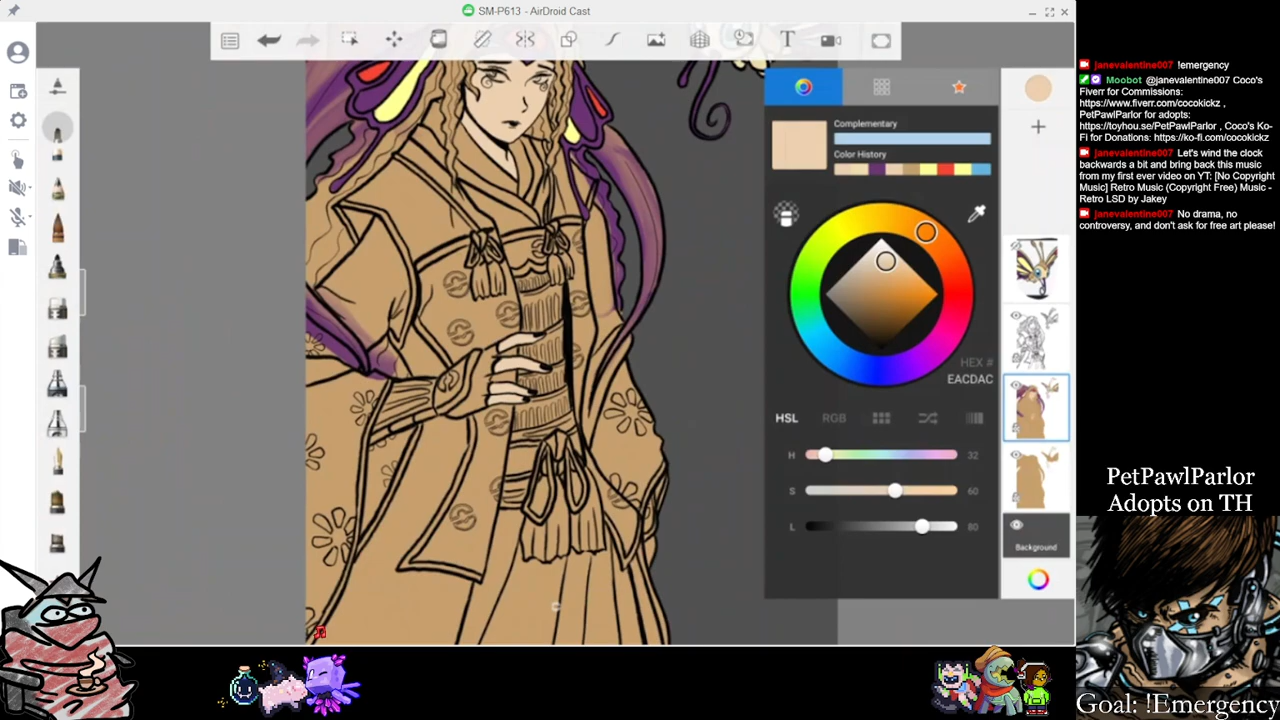 SM-P613 - AirDroid Cast
T
Complementary
Color History
HEX #
EACDAC
HSL
RGB
H
32
S
60
L
80
Background
janevalentine007 !emergency
Moobot @janevalentine007 Coco's
Fiverr for Commissions:
https://www.fiverr.com/cocokickz ,
PetPawlParlor for adopts:
https://toyhou.se/PetPawlParlor , Coco's Ko-
Fi for Donations: https://ko-fi.com/cocokickz
janevalentine007 Let's wind the clock
backwards a bit and bring back this music
from my first ever video on YT: [No Copyright
Music] Retro Music (Copyright Free) Music -
Retro LSD by Jakey
janevalentine007 No drama, no
controversy, and don't ask for free art please!
PetPawlParlor
Adopts on TH
Goal: !Emergency